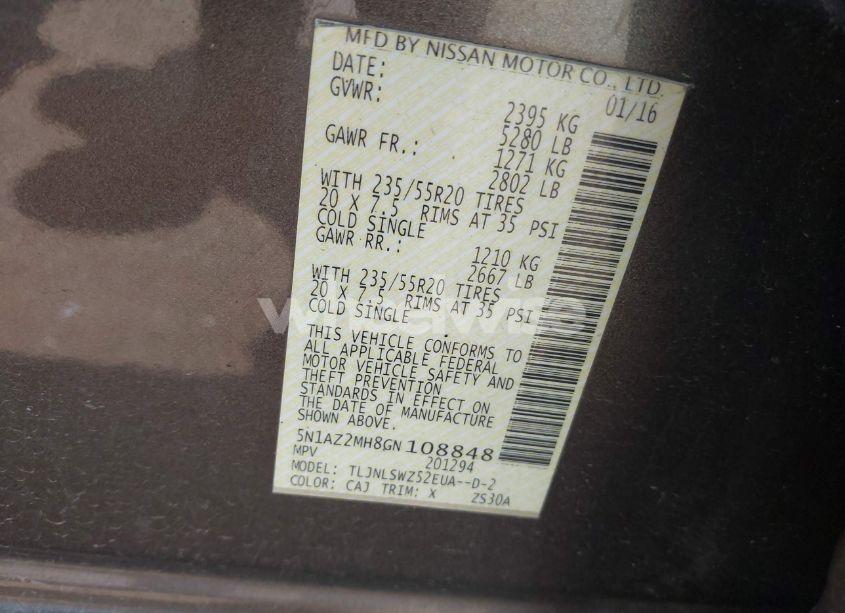 MFD BY NISSAN MOTOR CO., LTD.
DATE: 01/16
GVWR: 2395 KG
5280 LB
GAWR FR.: 1271 KG
2802 LB
WITH 235/55R20 TIRES
20 X 7.5 RIMS AT 35 PSI
COLD SINGLE
GAWR RR.: 1210 KG
2667 LB
WITH 235/55R20 TIRES
20 X 7.5 RIMS AT 35 PSI
COLD SINGLE
wheelwise
THIS VEHICLE CONFORMS TO
ALL APPLICABLE FEDERAL
MOTOR VEHICLE SAFETY AND
THEFT PREVENTION
STANDARDS IN EFFECT ON
THE DATE OF MANUFACTURE
SHOWN ABOVE.
5N1AZ2MH8GN108848
MPV 201294
MODEL: TLJNLSWZ52EUA--D-2
COLOR: CAJ TRIM: X ZS30A